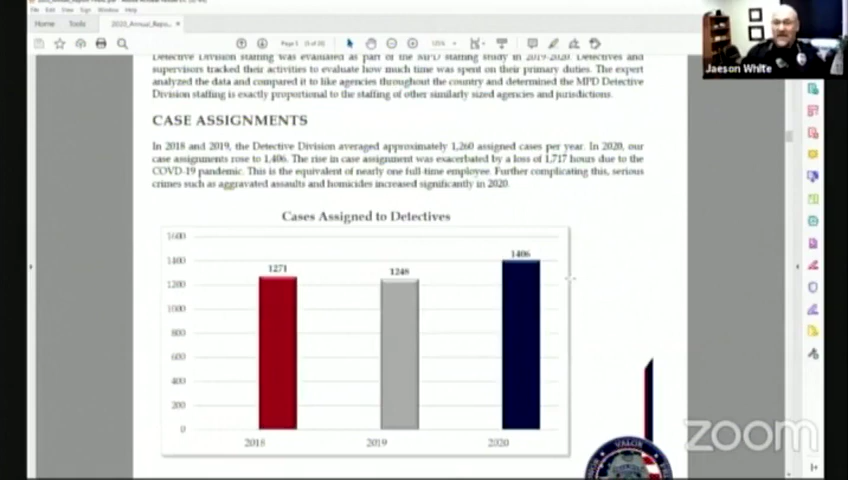 Home Tools 2020_Annual_Repo...
Page 5
Jaeson White
Detective Division staffing was evaluated as part of the MPD staffing study in 2019-2020. Detectives and
supervisors tracked their activities to evaluate how much time was spent on their primary duties. The expert
analyzed the data and compared it to like agencies throughout the country and determined the MPD Detective
Division staffing is exactly proportional to the staffing of other similarly sized agencies and jurisdictions.
CASE ASSIGNMENTS
In 2018 and 2019, the Detective Division averaged approximately 1,260 assigned cases per year. In 2020, our
case assignments rose to 1,406. The rise in case assignment was exacerbated by a loss of 1,717 hours due to the
COVD-19 pandemic. This is the equivalent of nearly one full-time employee. Further complicating this, serious
crimes such as aggravated assaults and homicides increased significantly in 2020.
Cases Assigned to Detectives
1600
1400
1200
1000
800
600
400
200
0
1271
1248
1406
2018 2019 2020
VALOR
zoom